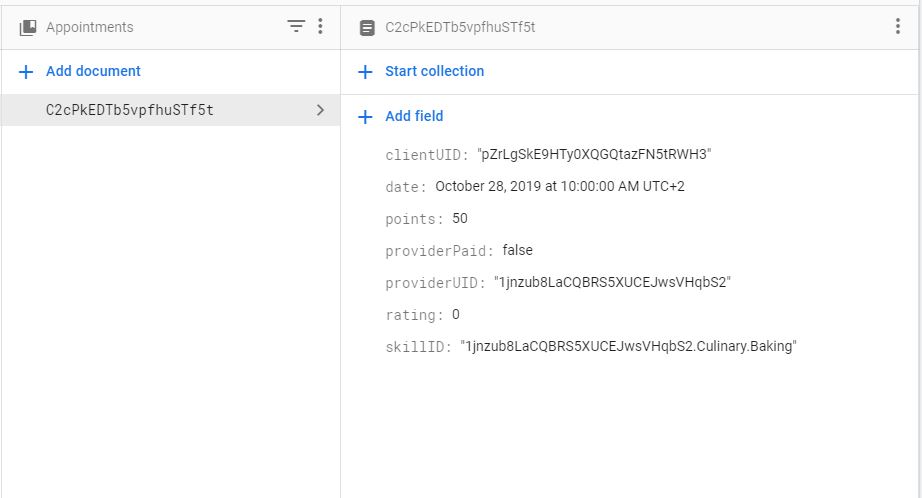 Appointments
Add document
C2cPkEDTb5vpfhuSTf5t
C2cPkEDTb5vpfhuSTf5t
Start collection
Add field
clientUID: "pZrLgSkE9HTy0XQGQtazFN5tRWH3"
date: October 28, 2019 at 10:00:00 AM UTC+2
points: 50
providerPaid: false
providerUID: "1jnzub8LaCQBRS5XUCEJwsVHqbS2"
rating: 0
skillID: "1jnzub8LaCQBRS5XUCEJwsVHqbS2.Culinary.Baking"